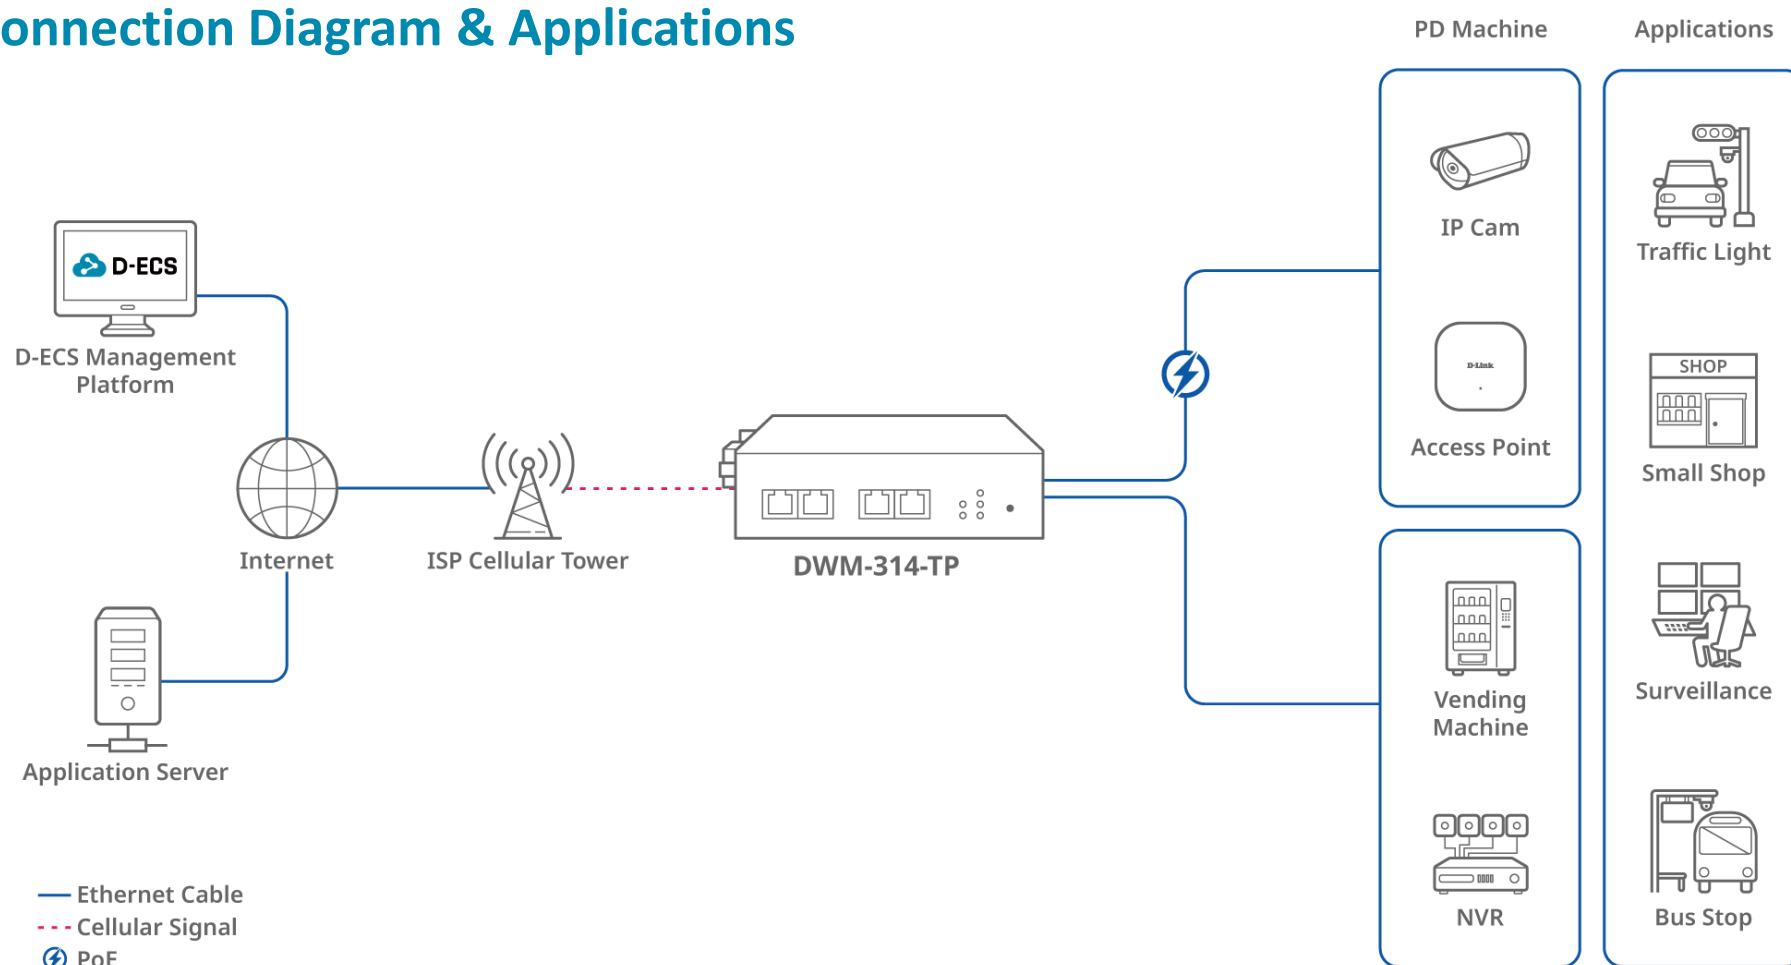 onnection Diagram & Applications
PD Machine
Applications
D-ECS
D-ECS Management
Platform
Internet
ISP Cellular Tower
DWM-314-TP
Application Server
IP Cam
D-Link
Access Point
Vending
Machine
NVR
Traffic Light
SHOP
Small Shop
Surveillance
Bus Stop
Ethernet Cable
Cellular Signal
PoE